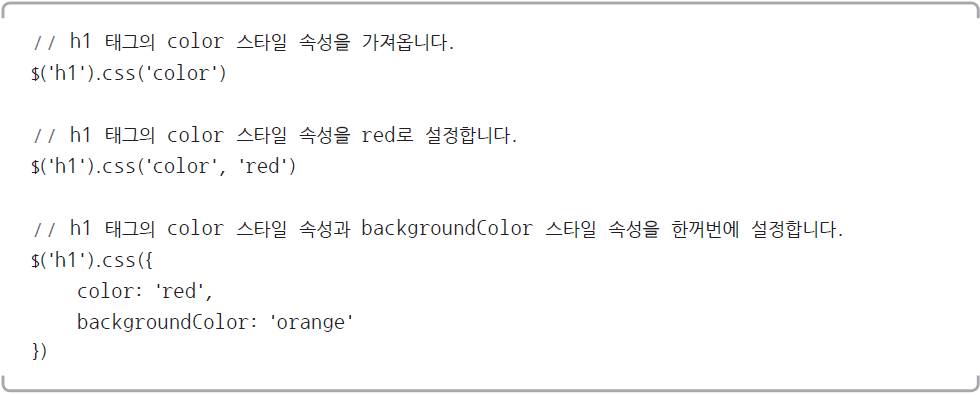 // h1 태그의 color 스타일 속성을 가져옵니다.
$('h1').css('color')
// h1 태그의 color 스타일 속성을 red로 설정합니다.
$('h1').css('color', 'red')
// h1 태그의 color 스타일 속성과 backgroundColor 스타일 속성을 한꺼번에 설정합니다.
$('h1').css({
    color: 'red',
    backgroundColor: 'orange'
})